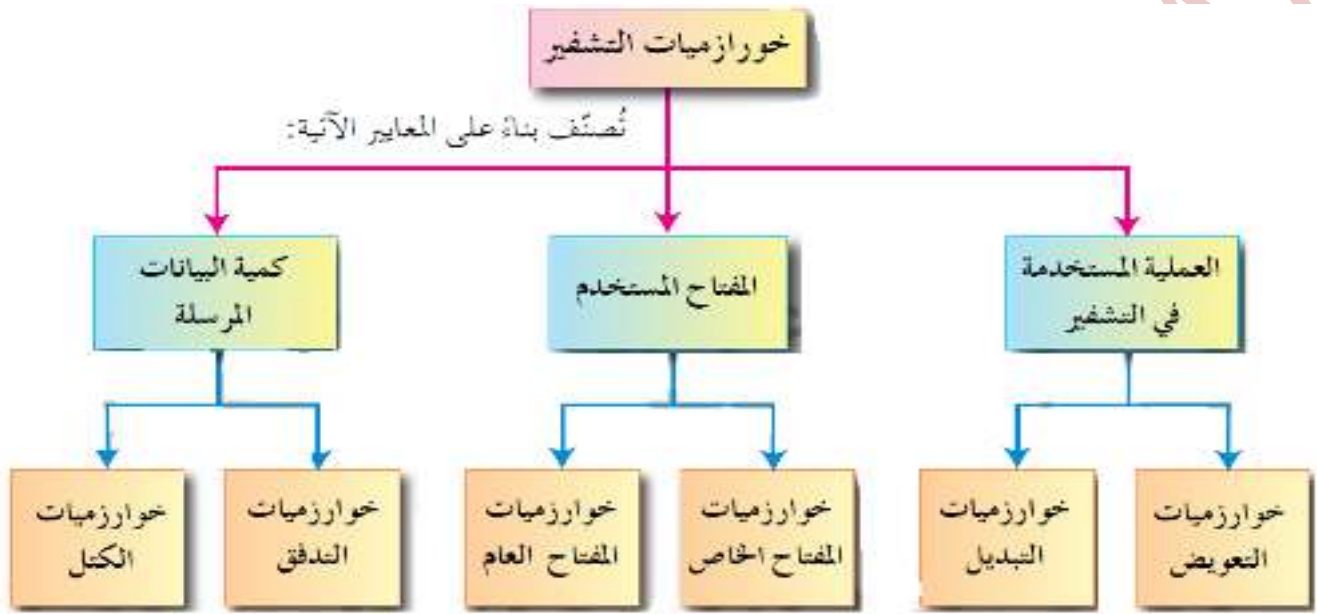 خورازميات التشفير
تُصنّف بناءً على المعايير الآتية:
العملية المستخدمة
في التشفير
المفتاح المستخدم
كمية البيانات
المرسلة
خوارزميات
التعويض
خوارزميات
التبديل
خوارزميات
المفتاح الخاص
خوارزميات
المفتاح العام
خوارزميات
التدفق
خوارزميات
الكتل